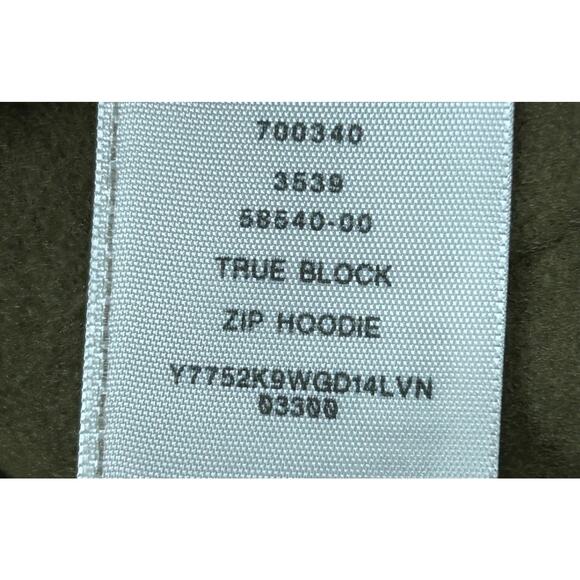 700340
3539
58540-00
TRUE BLOCK
ZIP HOODIE
Y7752K9WGD14LVN
03300